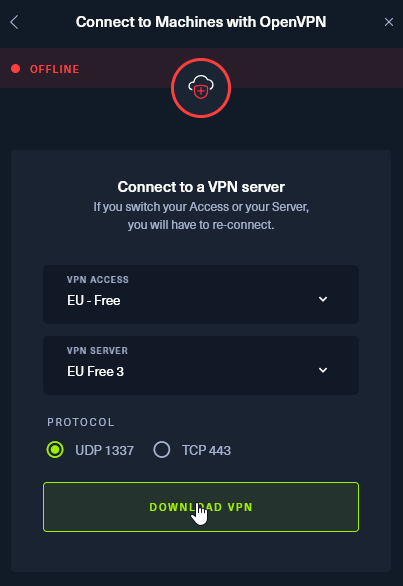 Connect to Machines with OpenVPN
OFFLINE
Connect to a VPN server
If you switch your Access or your Server,
you will have to re-connect.
VPN ACCESS
EU - Free
VPN SERVER
EU Free 3
PROTOCOL
UDP 1337 TCP 443
DOWNLOAD VPN